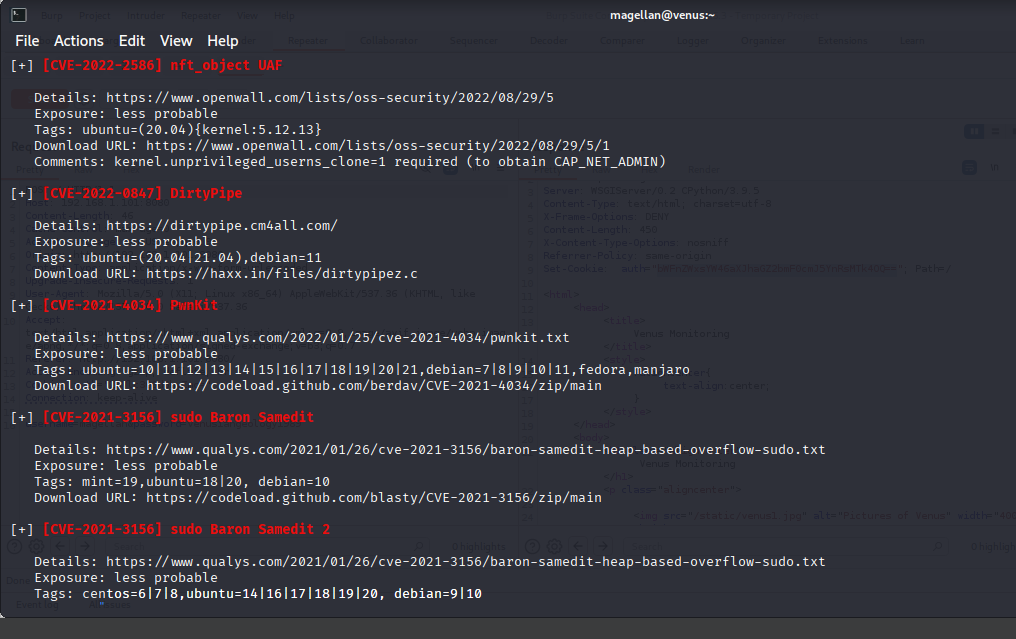 magellan@venus:~
File Actions Edit View Help
[+] [CVE-2022-2586] nft_object UAF
Details: https://www.openwall.com/lists/oss-security/2022/08/29/5
Exposure: less probable
Tags: ubuntu=(20.04){kernel:5.12.13}
Download URL: https://www.openwall.com/lists/oss-security/2022/08/29/5/1
Comments: kernel.unprivileged_userns_clone=1 required (to obtain CAP_NET_ADMIN)
[+] [CVE-2022-0847] DirtyPipe
Details: https://dirtypipe.cm4all.com/
Exposure: less probable
Tags: ubuntu=(20.04|21.04),debian=11
Download URL: https://haxx.in/files/dirtypipez.c
[+] [CVE-2021-4034] PwnKit
Details: https://www.qualys.com/2022/01/25/cve-2021-4034/pwnkit.txt
Exposure: less probable
Tags: ubuntu=10|11|12|13|14|15|16|17|18|19|20|21,debian=7|8|9|10|11,fedora,manjaro
Download URL: https://codeload.github.com/berdav/CVE-2021-4034/zip/main
[+] [CVE-2021-3156] sudo Baron Samedit
Details: https://www.qualys.com/2021/01/26/cve-2021-3156/baron-samedit-heap-based-overflow-sudo.txt
Exposure: less probable
Tags: mint=19,ubuntu=18|20, debian=10
Download URL: https://codeload.github.com/blasty/CVE-2021-3156/zip/main
[+] [CVE-2021-3156] sudo Baron Samedit 2
Details: https://www.qualys.com/2021/01/26/cve-2021-3156/baron-samedit-heap-based-overflow-sudo.txt
Exposure: less probable
Tags: centos=6|7|8,ubuntu=14|16|17|18|19|20, debian=9|10